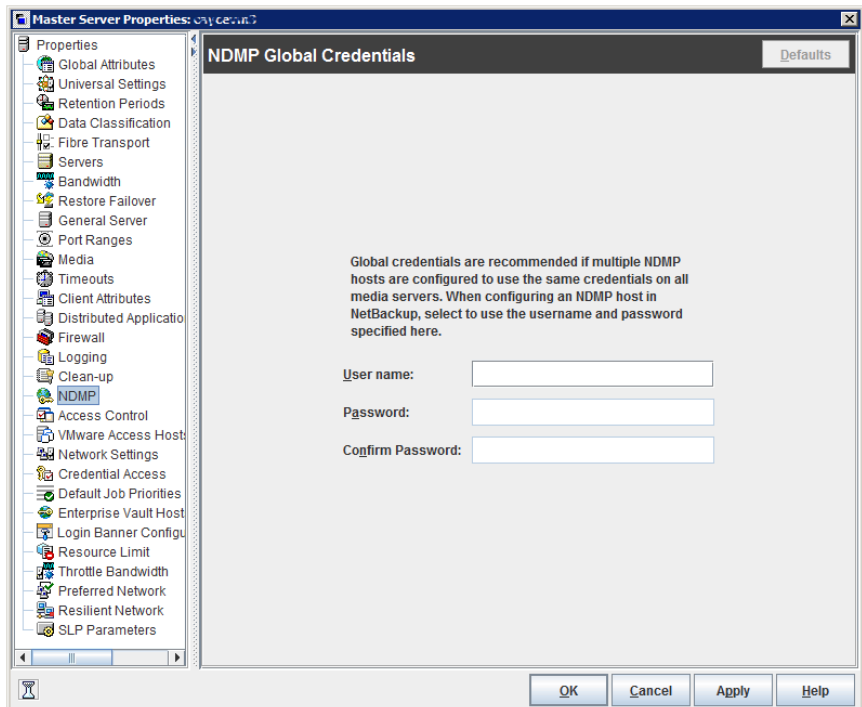 Master Server Properties:
Properties
Global Attributes
Universal Settings
Retention Periods
Data Classification
Fibre Transport
Servers
Bandwidth
Restore Failover
General Server
Port Ranges
Media
Timeouts
Client Attributes
Distributed Applicatio
Firewall
Logging
Clean-up
NDMP
Access Control
VMware Access Hosts
Network Settings
Credential Access
Default Job Priorities
Enterprise Vault Host
Login Banner Configu
Resource Limit
Throttle Bandwidth
Preferred Network
Resilient Network
SLP Parameters
NDMP Global Credentials
Defaults
Global credentials are recommended if multiple NDMP
hosts are configured to use the same credentials on all
media servers. When configuring an NDMP host in
NetBackup, select to use the username and password
specified here.
User name:
Password:
Confirm Password:
OK
Cancel
Apply
Help